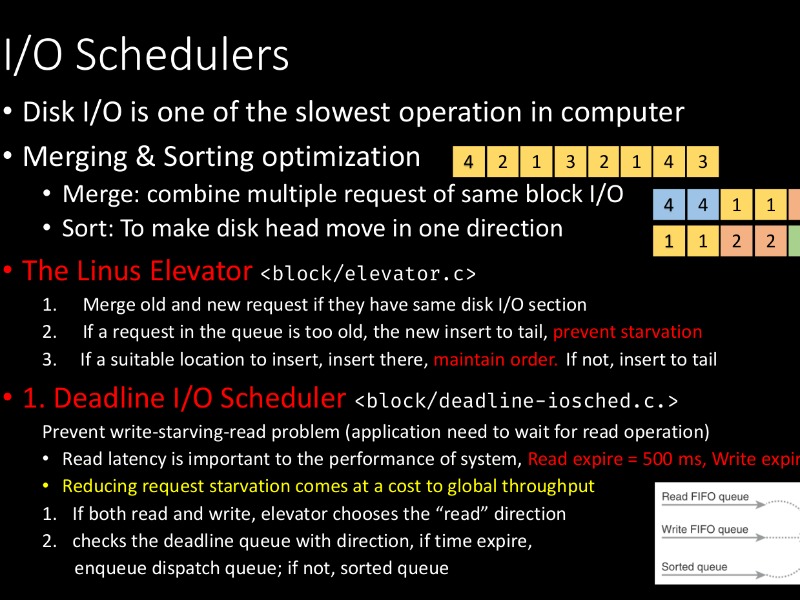 I/O Schedulers
• Disk I/O is one of the slowest operation in computer
• Merging & Sorting optimization 4 2 1 3 2 1 4 3
• Merge: combine multiple request of same block I/O
4 4 1 1
• Sort: To make disk head move in one direction
1 1 2 2
• The Linus Elevator <block/elevator.c>
1. Merge old and new request if they have same disk I/O section
2. If a request in the queue is too old, the new insert to tail, prevent starvation
3. If a suitable location to insert, insert there, maintain order. If not, insert to tail
• 1. Deadline I/O Scheduler <block/deadline-iosched.c.>
Prevent write-starving-read problem (application need to wait for read operation)
• Read latency is important to the performance of system, Read expire = 500 ms, Write expir
• Reducing request starvation comes at a cost to global throughput
1. If both read and write, elevator chooses the “read” direction
2. checks the deadline queue with direction, if time expire,
enqueue dispatch queue; if not, sorted queue
Read FIFO queue
Write FIFO queue
Sorted queue